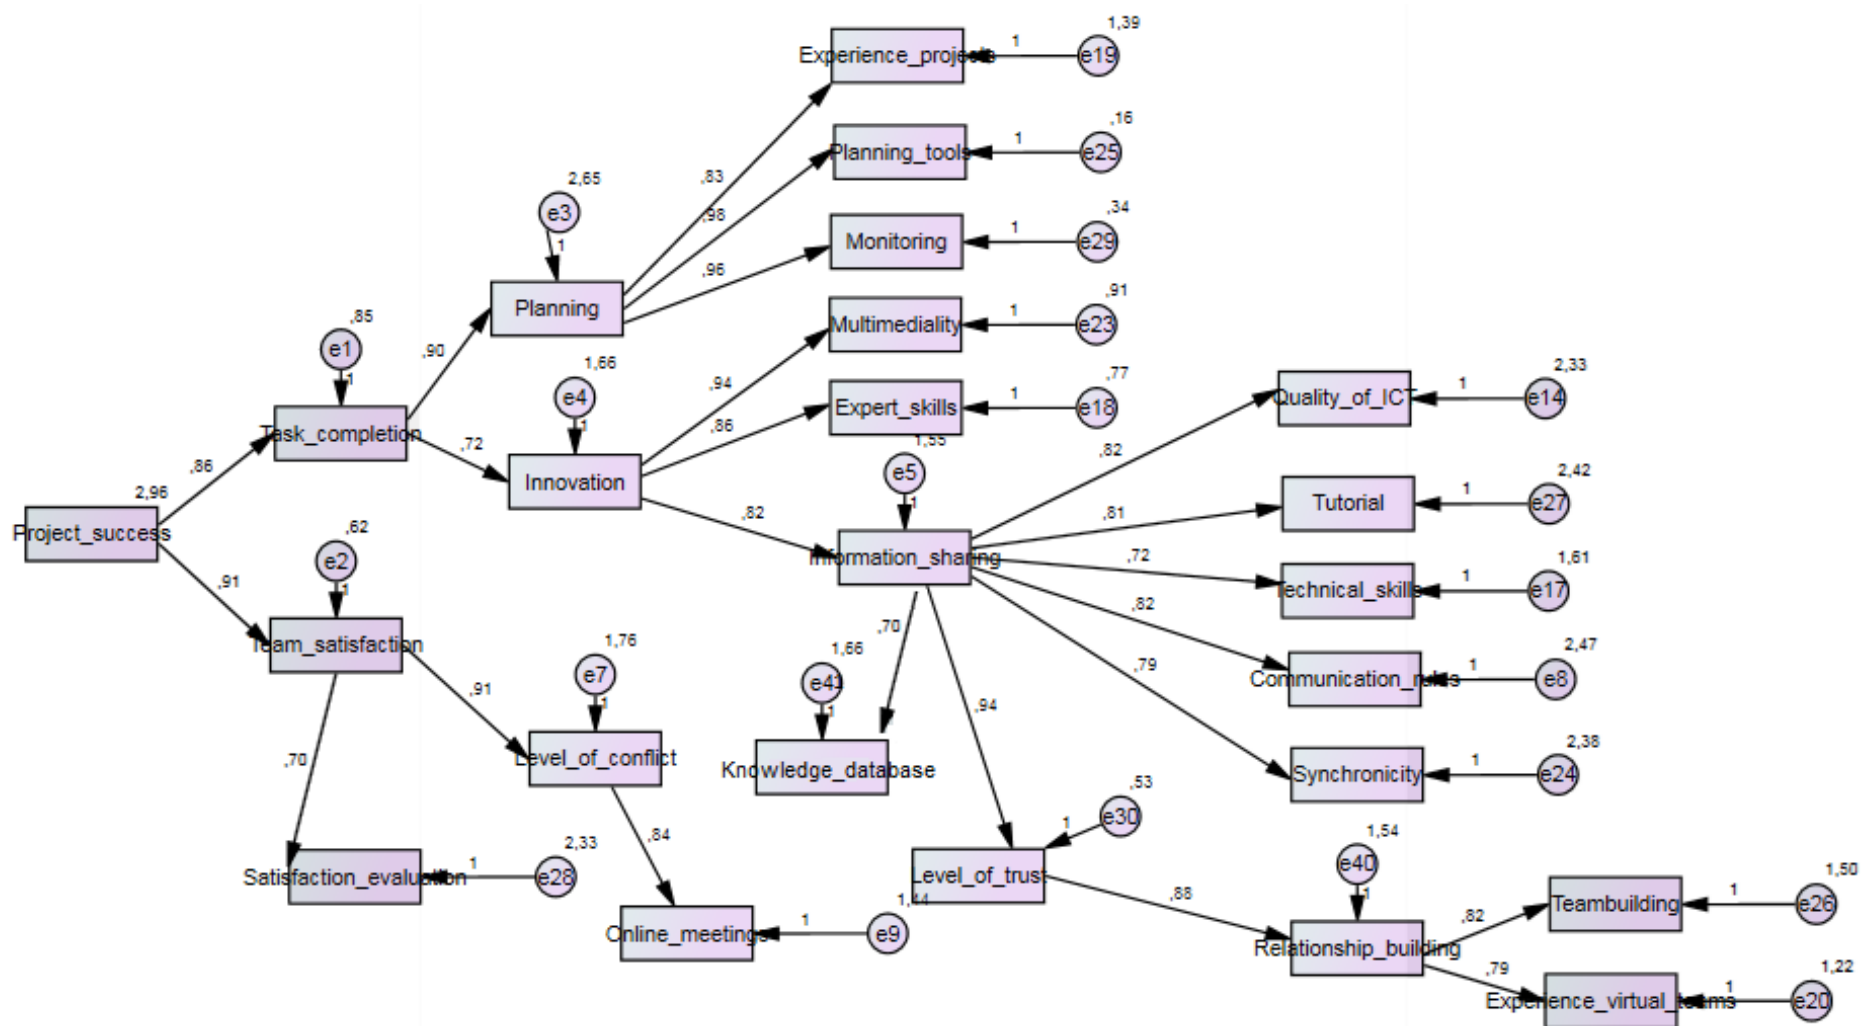 1,39
Experience_projects
1
e19
,16
Planning_tools
1
e25
,83
2,65
e3
1
,98
,34
Monitoring
1
e29
,96
Planning
,91
Multimediality
1
e23
,85
e1
1
,90
1,66
e4
1
,94
,77
Expert_skills
1
e18
,86
2,33
Quality_of_ICT
1
e14
Task_completion
,72
1,55
e5
1
,82
Innovation
,86
2,96
Project_success
,82
Information_sharing
2,42
Tutorial
1
e27
,81
,62
e2
1
,91
,72
1,61
Technical_skills
1
e17
Team_satisfaction
1,76
e7
1
,91
,70
1,66
e41
1
,82
2,47
Communication_rules
1
e8
,79
,94
,70
Level_of_conflict
Knowledge_database
2,38
Synchronicity
1
e24
,84
,53
e30
1
1,54
e40
1
2,33
Satisfaction_evaluation
1
e28
Level_of_trust
,88
1,44
Online_meetings
1
e9
Relationship_building
,82
1,50
Teambuilding
1
e26
,79
1,22
Experience_virtual_teams
1
e20